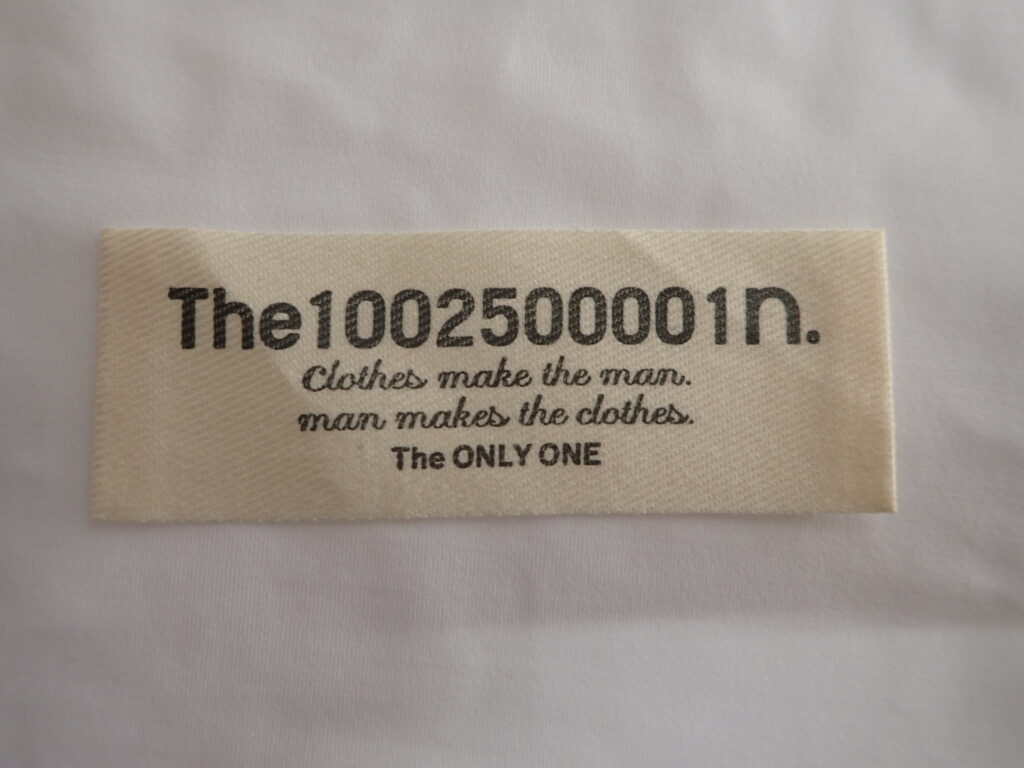 The1002500001n.
Clothes make the man.
man makes the clothes.
The ONLY ONE